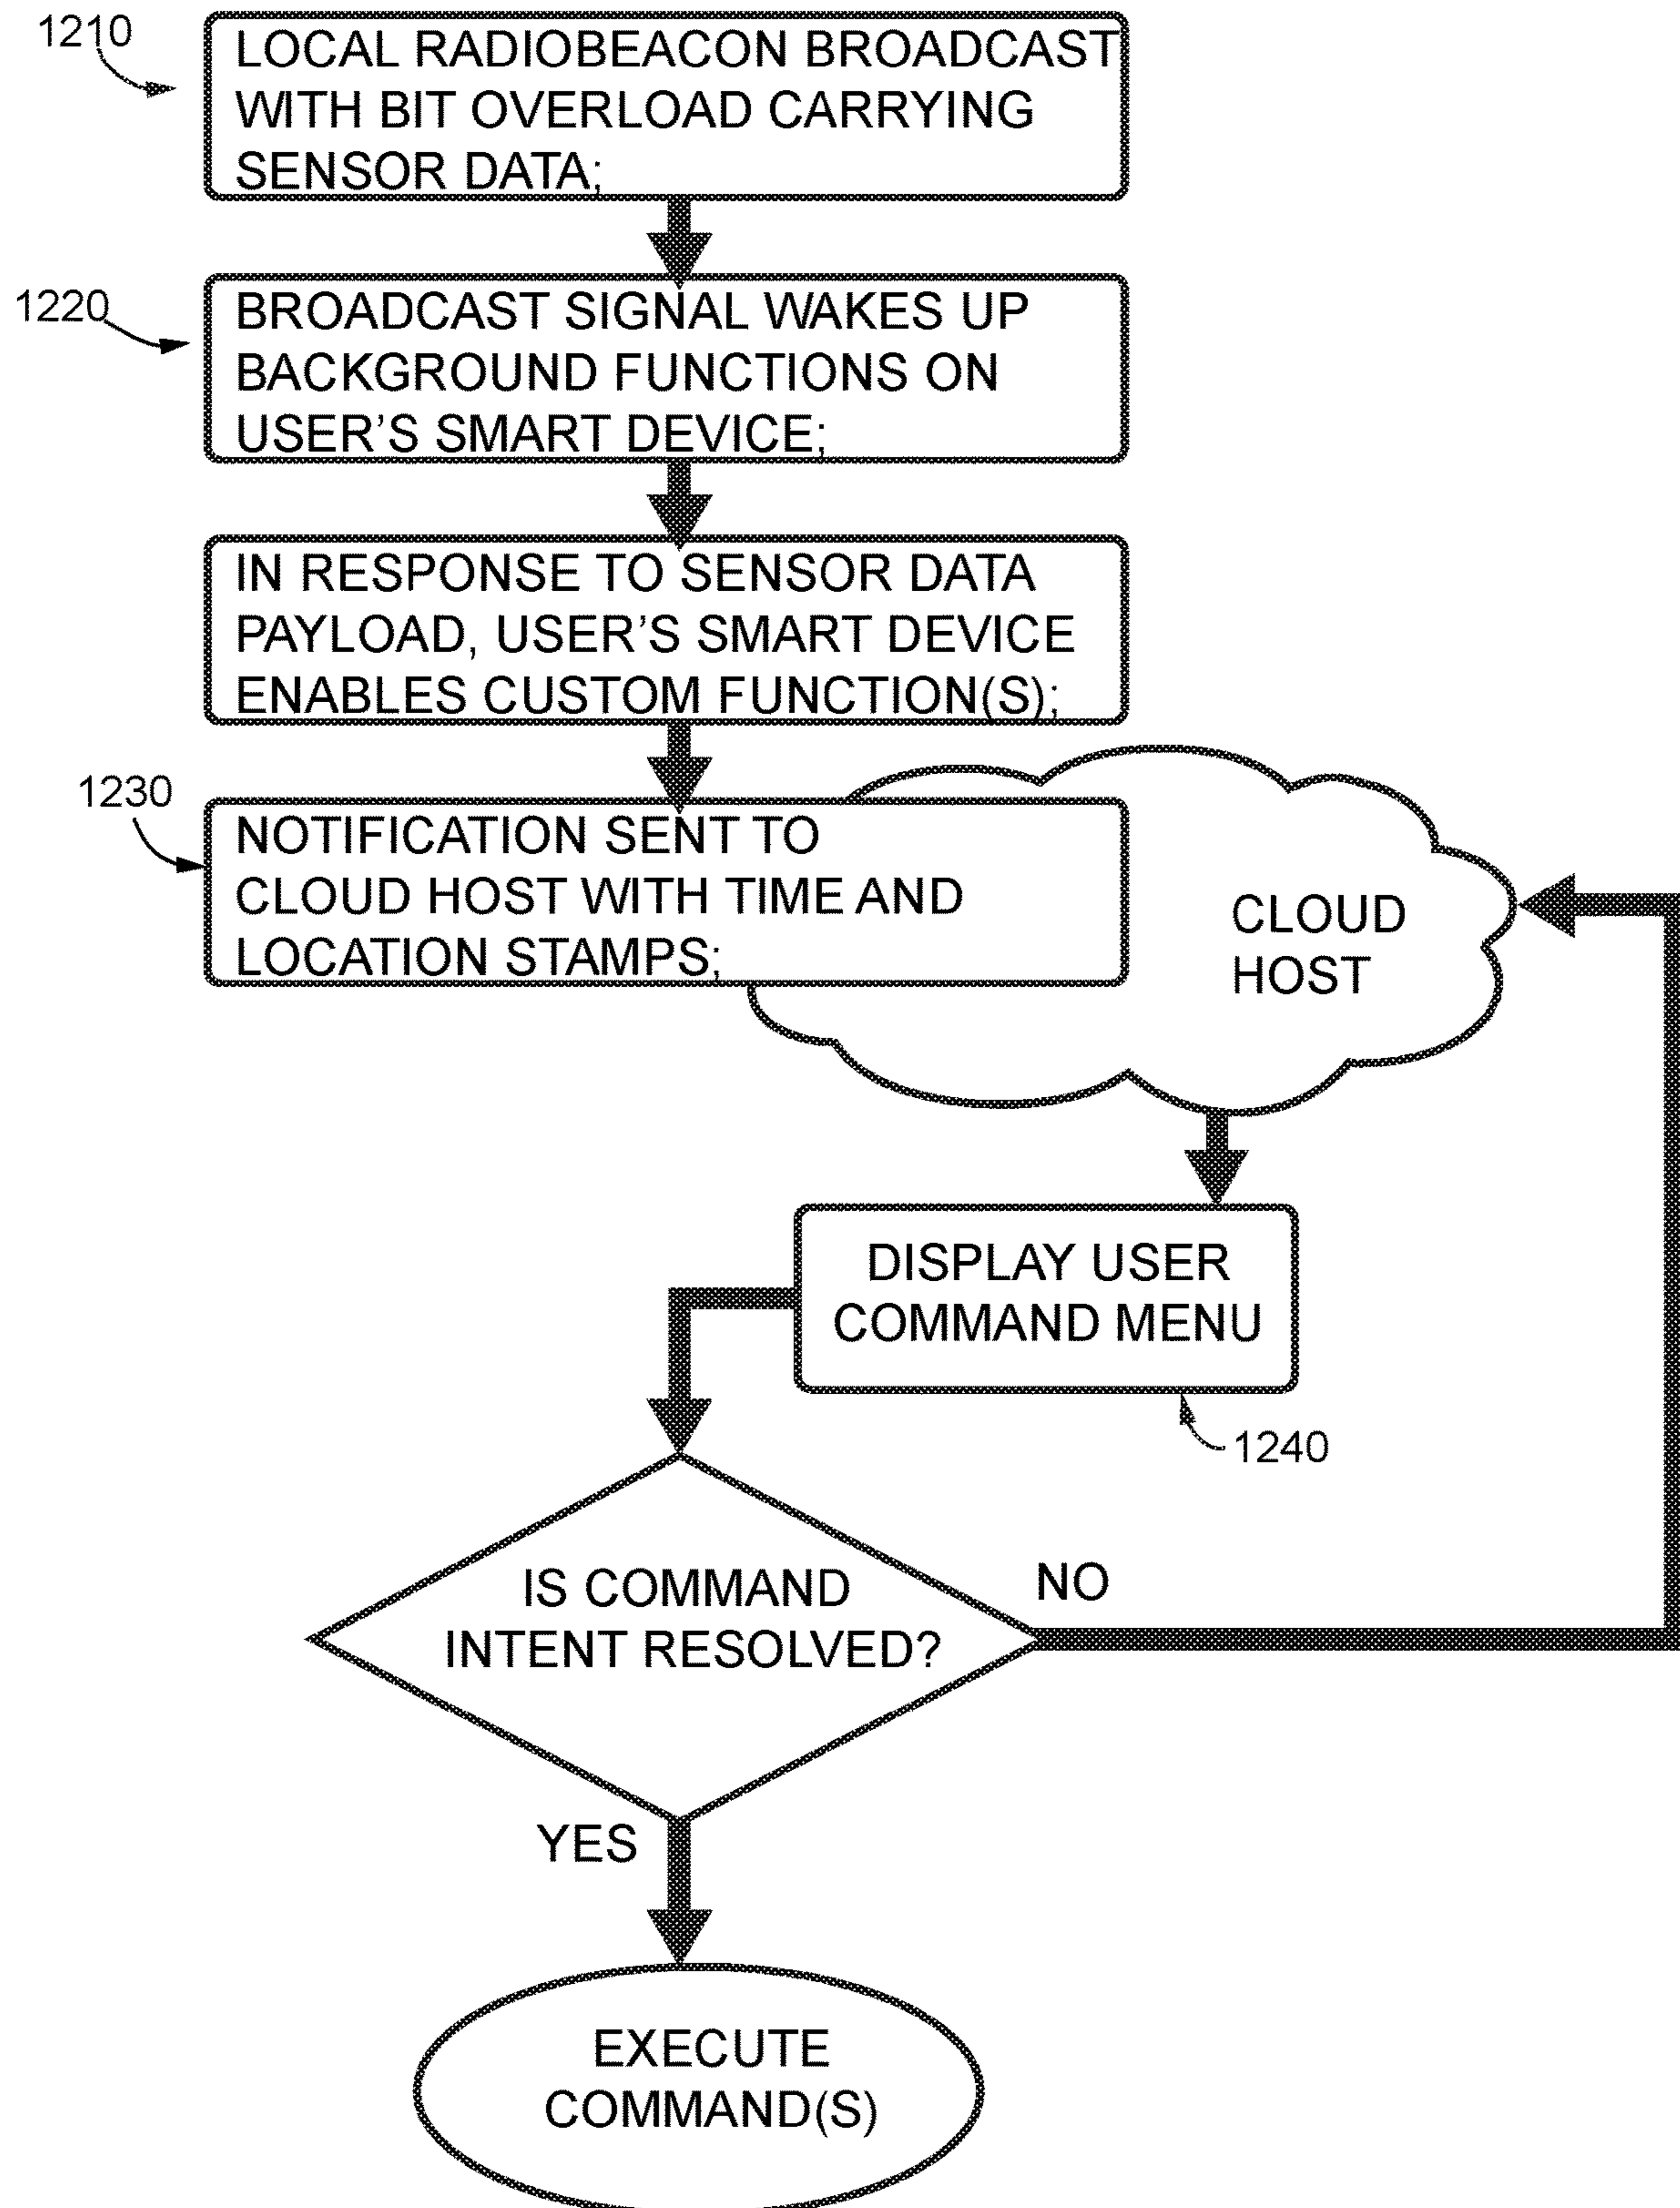 1210
LOCAL RADIOBEACON BROADCAST
WITH BIT OVERLOAD CARRYING
SENSOR DATA;
1220
BROADCAST SIGNAL WAKES UP
BACKGROUND FUNCTIONS ON
USER'S SMART DEVICE;
IN RESPONSE TO SENSOR DATA
PAYLOAD, USER'S SMART DEVICE
ENABLES CUSTOM FUNCTION(S);
1230
NOTIFICATION SENT TO
CLOUD HOST WITH TIME AND
LOCATION STAMPS;
CLOUD
HOST
DISPLAY USER
COMMAND MENU
1240
IS COMMAND
INTENT RESOLVED?
NO
YES
EXECUTE
COMMAND(S)